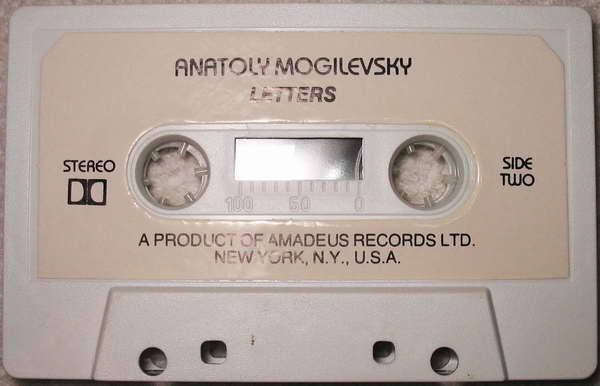 ANATOLY MOGILEVSKY
LETTERS
STEREO
SIDE
TWO
100 50 0
A PRODUCT OF AMADEUS RECORDS LTD.
NEW YORK, N.Y., U.S.A.